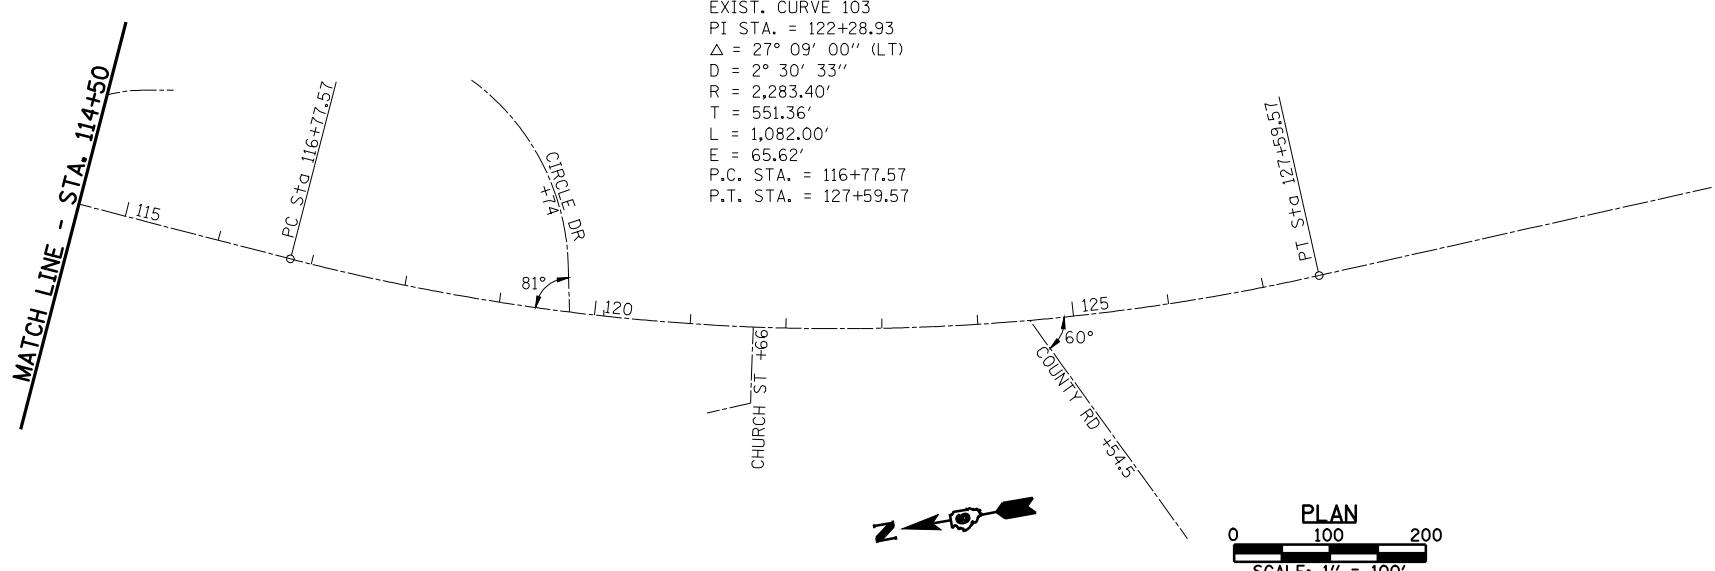 EXIST. CURVE 103
PI STA. = 122+28.93
△ = 27° 09′ 00″ (LT)
D = 2° 30′ 33″
R = 2,283.40′
T = 551.36′
L = 1,082.00′
E = 65.62′
P.C. STA. = 116+77.57
P.T. STA. = 127+59.57
MATCH LINE - STA. 114+50
115
PC Sta 116+77.57
CIRCLE DR
+74
81°
120
CHURCH ST +66
125
60°
COUNTY RD +54.5
PT Sta 127+59.57
N
PLAN
0 100 200
SCALE: 1″ = 100′